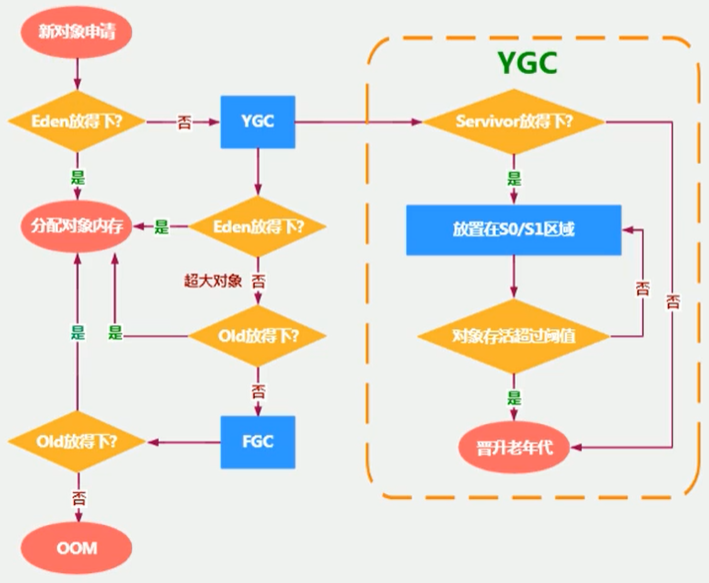 新对象申请
YGC
Eden放得下?
否
YGC
Servivor放得下?
是
是
分配对象内存
是
Eden放得下?
放置在S0/S1区域
超大对象
否
否
否
是
是
Old放得下?
对象存活超过阈值
否
是
Old放得下?
FGC
晋升老年代
否
OOM